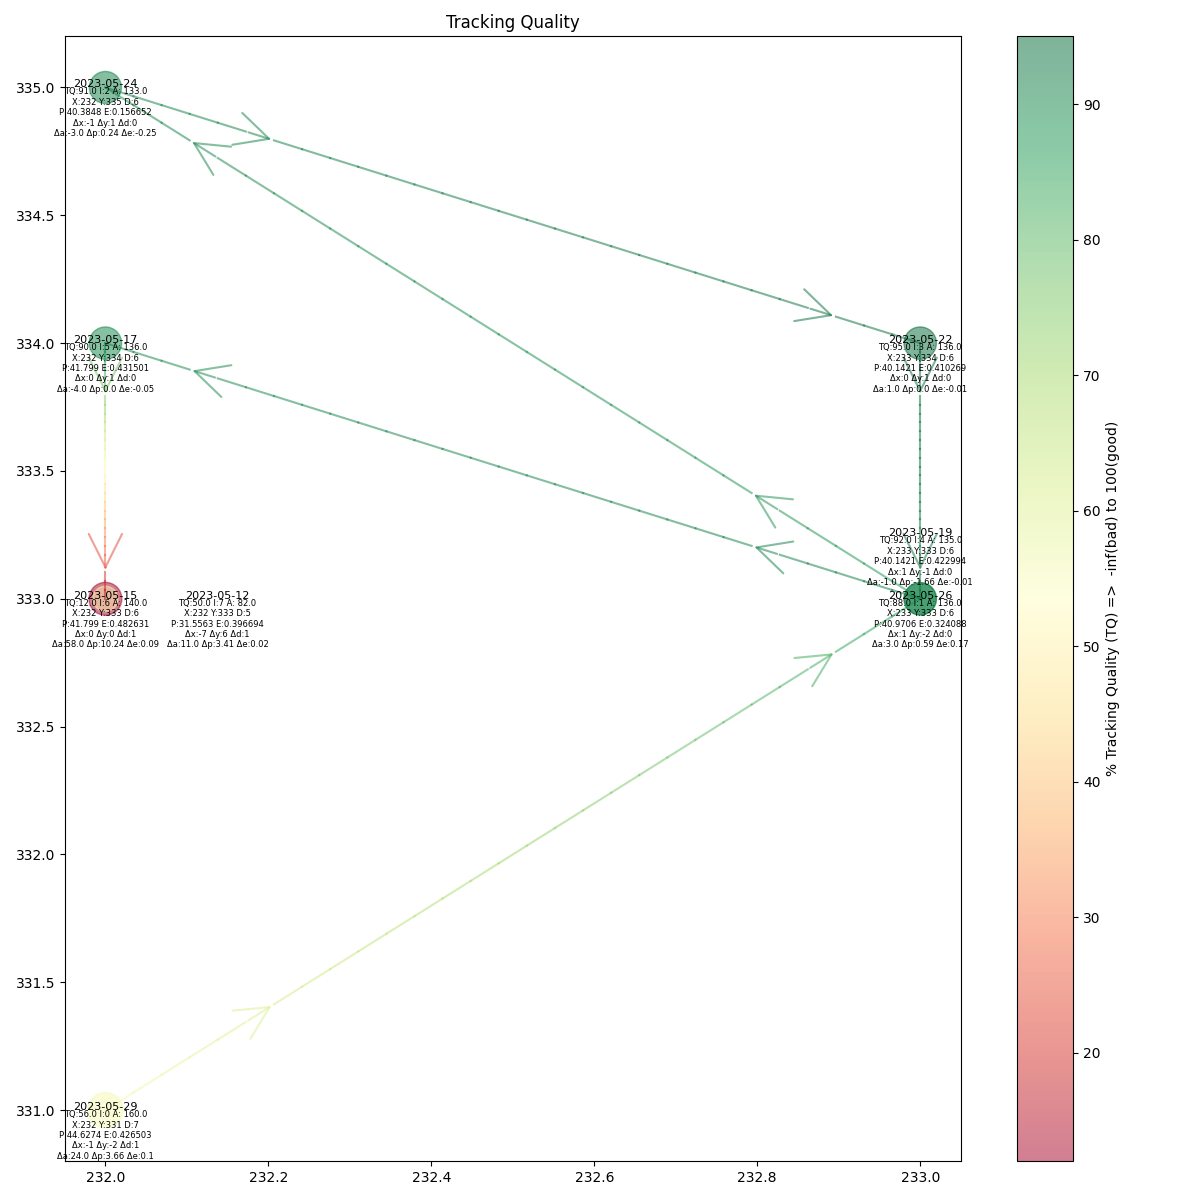 Tracking Quality
335.0
334.5
334.0
333.5
333.0
332.5
332.0
331.5
331.0
232.0
232.2
232.4
232.6
232.8
233.0
2023-05-24
TQ:91.0 I:2 A: 133.0
X:232 Y:335 D:6
P:40.3848 E:0.156652
Δx:-1 Δy:1 Δd:0
Δa:-3.0 Δp:0.24 Δe:-0.25
2023-05-17
TQ:90.0 I:5 A: 136.0
X:232 Y:334 D:6
P:41.799 E:0.431501
Δx:0 Δy:1 Δd:0
Δa:-4.0 Δp:0.0 Δe:-0.05
2023-05-22
TQ:95.0 I:3 A: 136.0
X:233 Y:334 D:6
P:40.1421 E:0.410269
Δx:0 Δy:1 Δd:0
Δa:1.0 Δp:0.0 Δe:-0.01
2023-05-19
TQ:92.0 I:4 A: 135.0
X:233 Y:333 D:6
P:40.1421 E:0.422994
Δx:1 Δy:-1 Δd:0
Δa:-1.0 Δp:-1.66 Δe:-0.01
2023-05-15
TQ:12.0 I:6 A: 140.0
X:232 Y:333 D:6
P:41.799 E:0.482631
Δx:0 Δy:0 Δd:1
Δa:58.0 Δp:10.24 Δe:0.09
2023-05-12
TQ:50.0 I:7 A: 82.0
X:232 Y:333 D:5
P:31.5563 E:0.396694
Δx:-7 Δy:6 Δd:1
Δa:11.0 Δp:3.41 Δe:0.02
2023-05-26
TQ:88.0 I:1 A: 136.0
X:233 Y:333 D:6
P:40.9706 E:0.324088
Δx:1 Δy:-2 Δd:0
Δa:3.0 Δp:0.59 Δe:0.17
2023-05-29
TQ:56.0 I:0 A: 160.0
X:232 Y:331 D:7
P:44.6274 E:0.426503
Δx:-1 Δy:-2 Δd:1
Δa:24.0 Δp:3.66 Δe:0.1
90
80
70
60
50
40
30
20
% Tracking Quality (TQ) => -inf(bad) to 100(good)